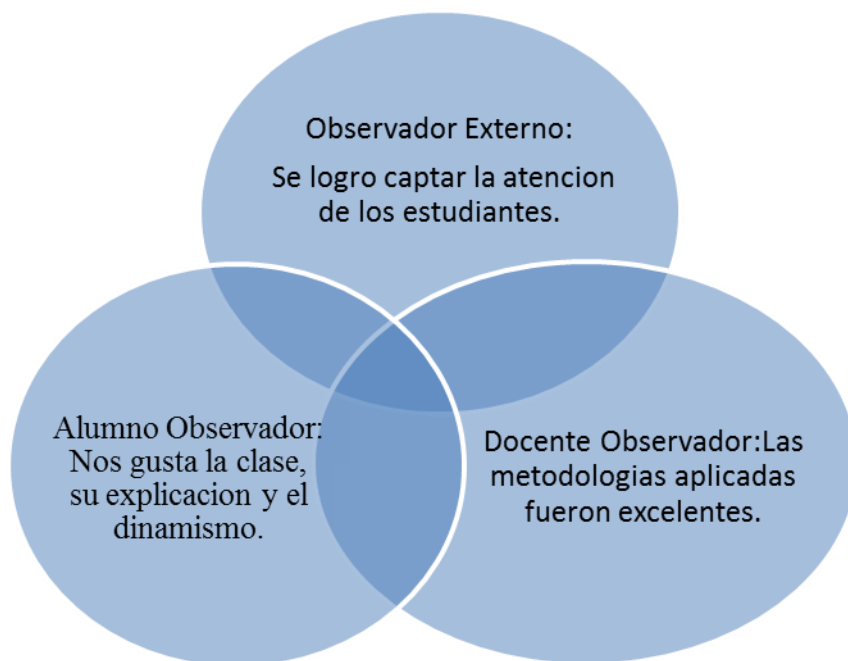 Observador Externo:
Se logro captar la atencion
de los estudiantes.
Alumno Observador:
Nos gusta la clase,
su explicacion y el
dinamismo.
Docente Observador:Las
metodologias aplicadas
fueron excelentes.